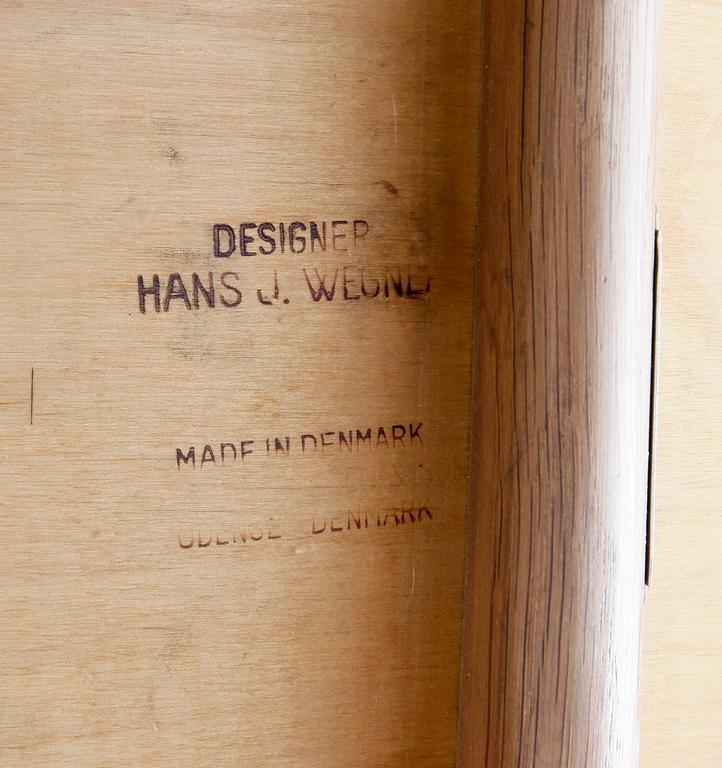 DESIGNER
HANS J. WEGNER
MADE IN DENMARK
ODENSE DENMARK